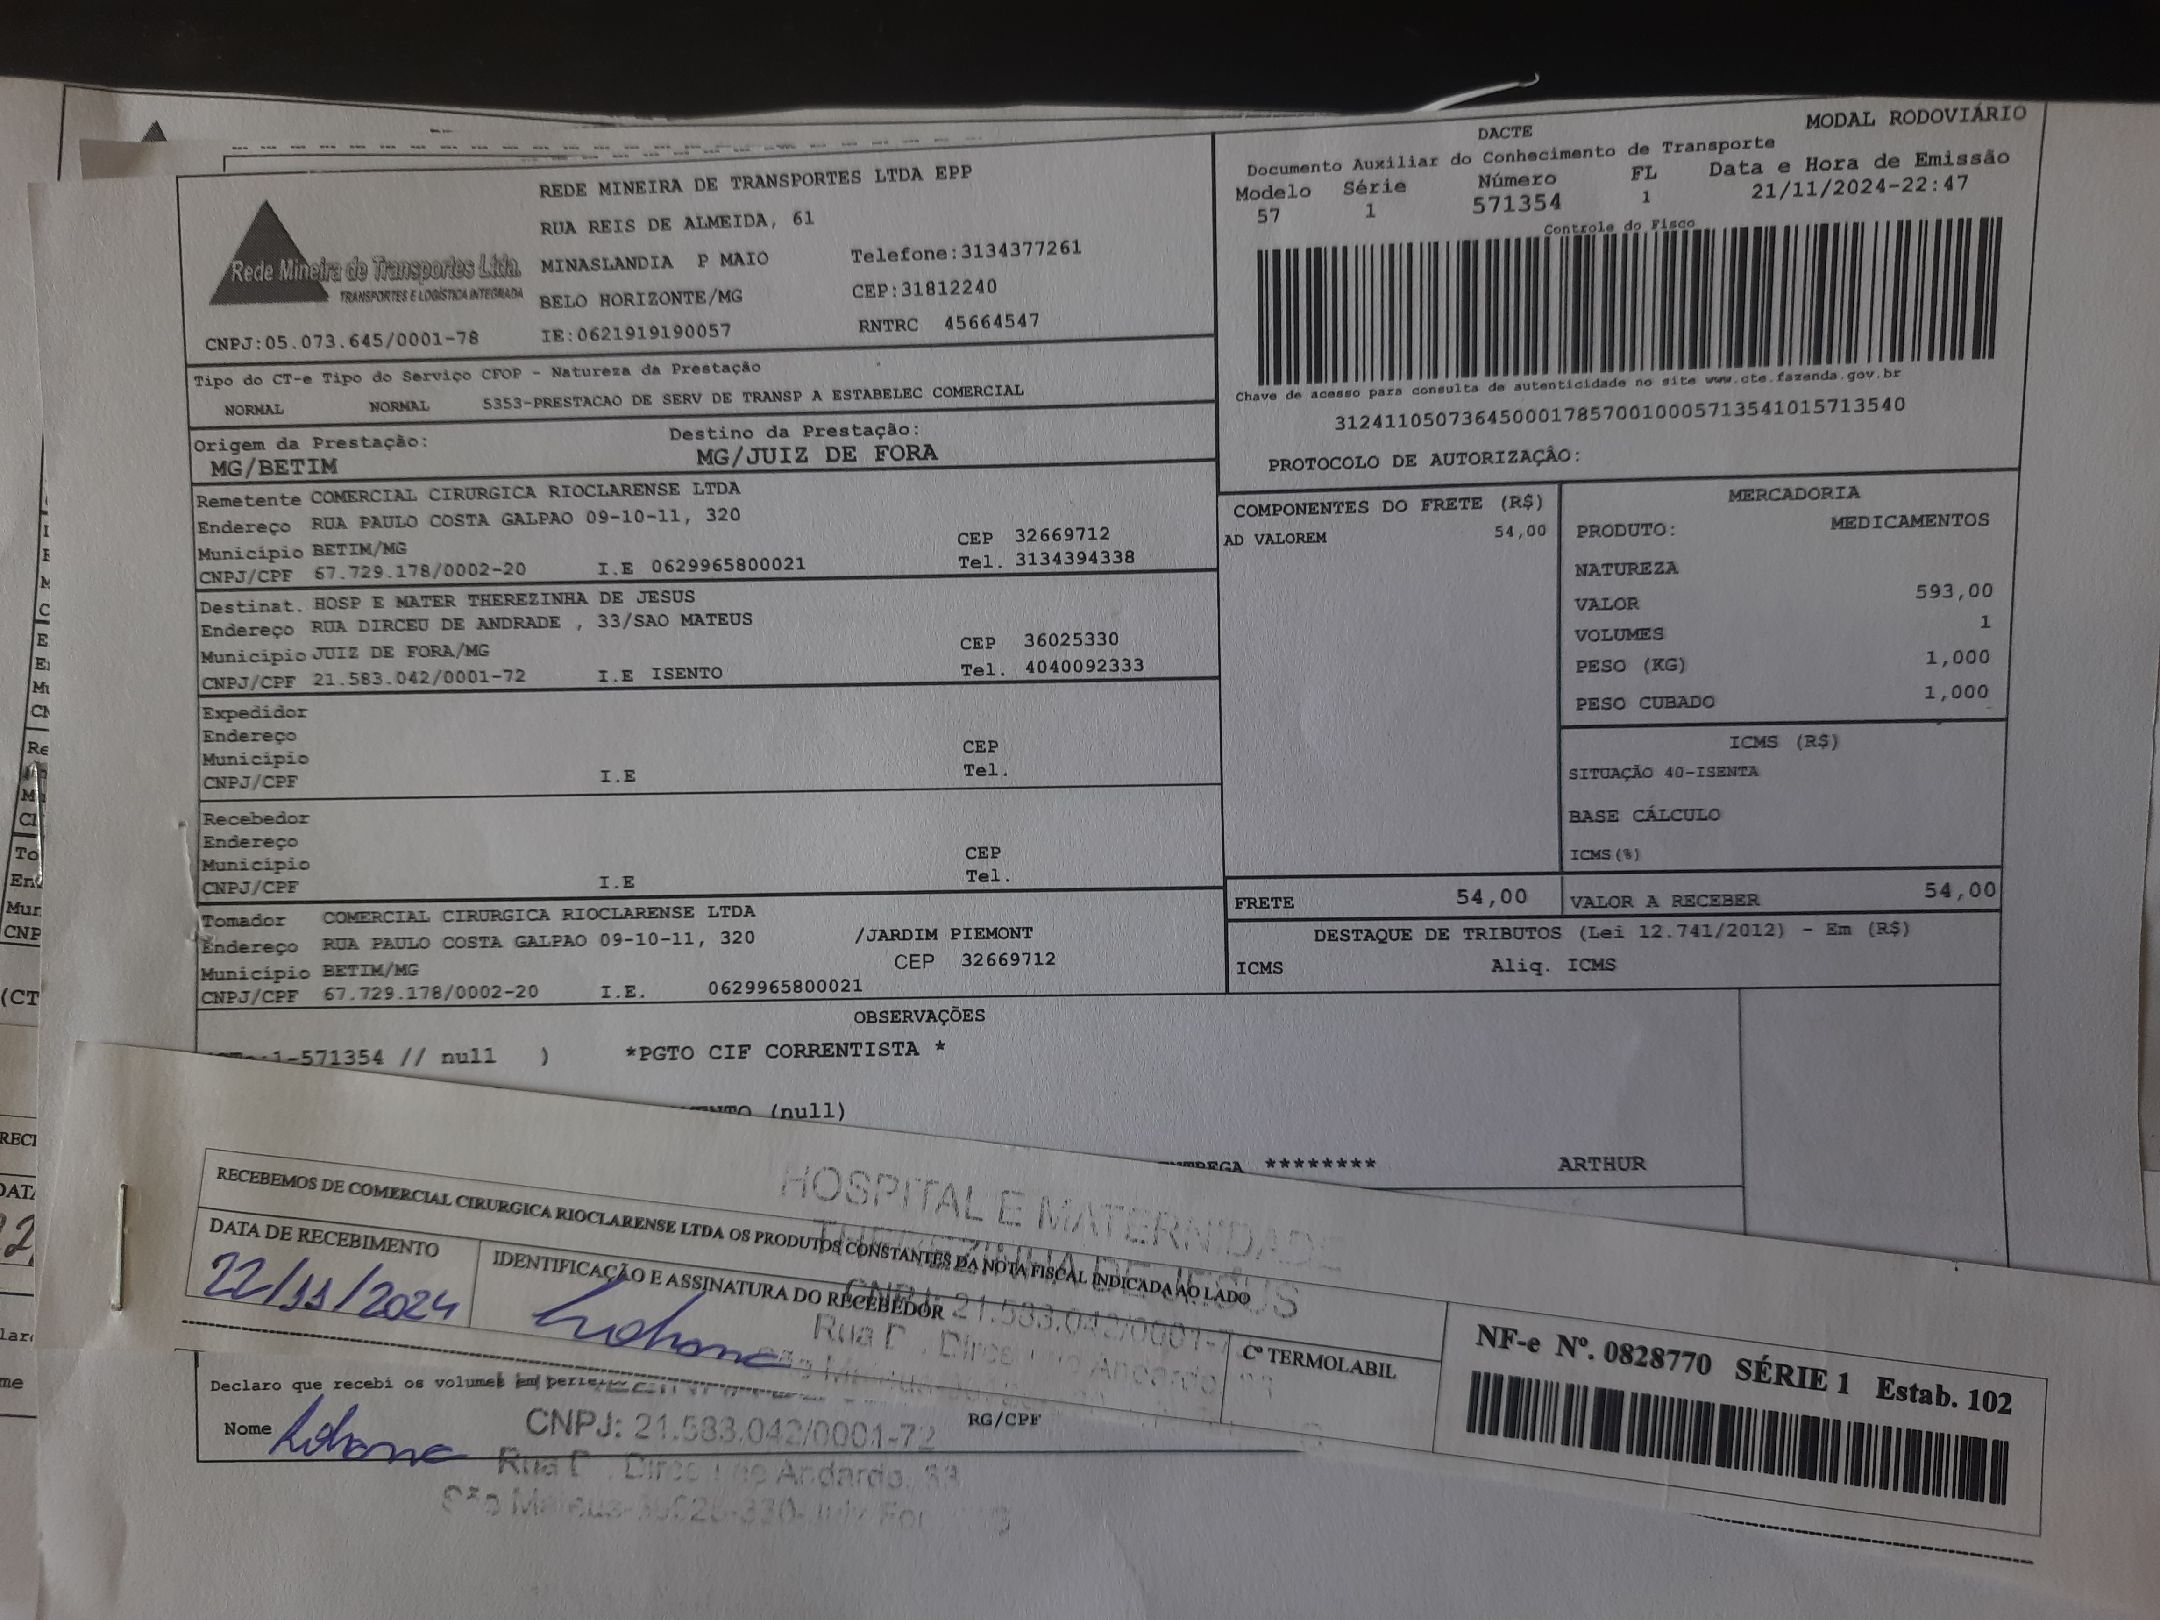 REDE MINEIRA DE TRANSPORTES LTDA EPP
RUA REIS DE ALMEIDA, 61
MINASLANDIA P MAIO Telefone:3134377261
BELO HORIZONTE/MG CEP:31812240
CNPJ:05.073.645/0001-78 IE:0621919190057 RNTRC 45664547
Rede Mineira de Transportes Ltda.
TRANSPORTES E LOGÍSTICA INTEGRADA
MODAL RODOVIÁRIO
DACTE
Documento Auxiliar do Conhecimento de Transporte
Modelo Série Número FL Data e Hora de Emissão
57 1 571354 1 21/11/2024-22:47
Controle do Fisco
Chave de acesso para consulta de autenticidade no site www.cte.fazenda.gov.br
31241105073645000178570010005713541015713540
PROTOCOLO DE AUTORIZAÇÃO:
Tipo do CT-e Tipo do Serviço CFOP - Natureza da Prestação
NORMAL NORMAL 5353-PRESTACAO DE SERV DE TRANSP A ESTABELEC COMERCIAL
Origem da Prestação: Destino da Prestação:
MG/BETIM MG/JUIZ DE FORA
Remetente COMERCIAL CIRURGICA RIOCLARENSE LTDA
Endereço RUA PAULO COSTA GALPAO 09-10-11, 320
Município BETIM/MG CEP 32669712
CNPJ/CPF 67.729.178/0002-20 I.E 0629965800021 Tel. 3134394338
Destinat. HOSP E MATER THEREZINHA DE JESUS
Endereço RUA DIRCEU DE ANDRADE , 33/SAO MATEUS
Município JUIZ DE FORA/MG CEP 36025330
CNPJ/CPF 21.583.042/0001-72 I.E ISENTO Tel. 4040092333
Expedidor
Endereço
Município CEP
CNPJ/CPF I.E Tel.
Recebedor
Endereço
Município CEP
CNPJ/CPF I.E Tel.
Tomador COMERCIAL CIRURGICA RIOCLARENSE LTDA
Endereço RUA PAULO COSTA GALPAO 09-10-11, 320 /JARDIM PIEMONT
Município BETIM/MG CEP 32669712
CNPJ/CPF 67.729.178/0002-20 I.E. 0629965800021
COMPONENTES DO FRETE (R$)
AD VALOREM 54,00
MERCADORIA
PRODUTO: MEDICAMENTOS
NATUREZA
VALOR 593,00
VOLUMES 1
PESO (KG) 1,000
PESO CUBADO 1,000
ICMS (R$)
SITUAÇÃO 40-ISENTA
BASE CÁLCULO
ICMS(%)
FRETE 54,00 VALOR A RECEBER 54,00
DESTAQUE DE TRIBUTOS (Lei 12.741/2012) - Em (R$)
ICMS Aliq. ICMS
OBSERVAÇÕES
1-571354 // null ) *PGTO CIF CORRENTISTA *
(null)
******** ARTHUR
RECEBEMOS DE COMERCIAL CIRURGICA RIOCLARENSE LTDA OS PRODUTOS CONSTANTES DA NOTA FISCAL INDICADA AO LADO
DATA DE RECEBIMENTO IDENTIFICAÇÃO E ASSINATURA DO RECEBEDOR
22/11/2024
Cº TERMOLABIL
NF-e Nº. 0828770 SÉRIE 1 Estab. 102
HOSPITAL E MATERNIDADE
THEREZINHA DE JESUS
CNPJ: 21.583.042/0001-7
Declaro que recebi os volumes em
Nome RG/CPF
CNPJ: 21.583.042/0001-72